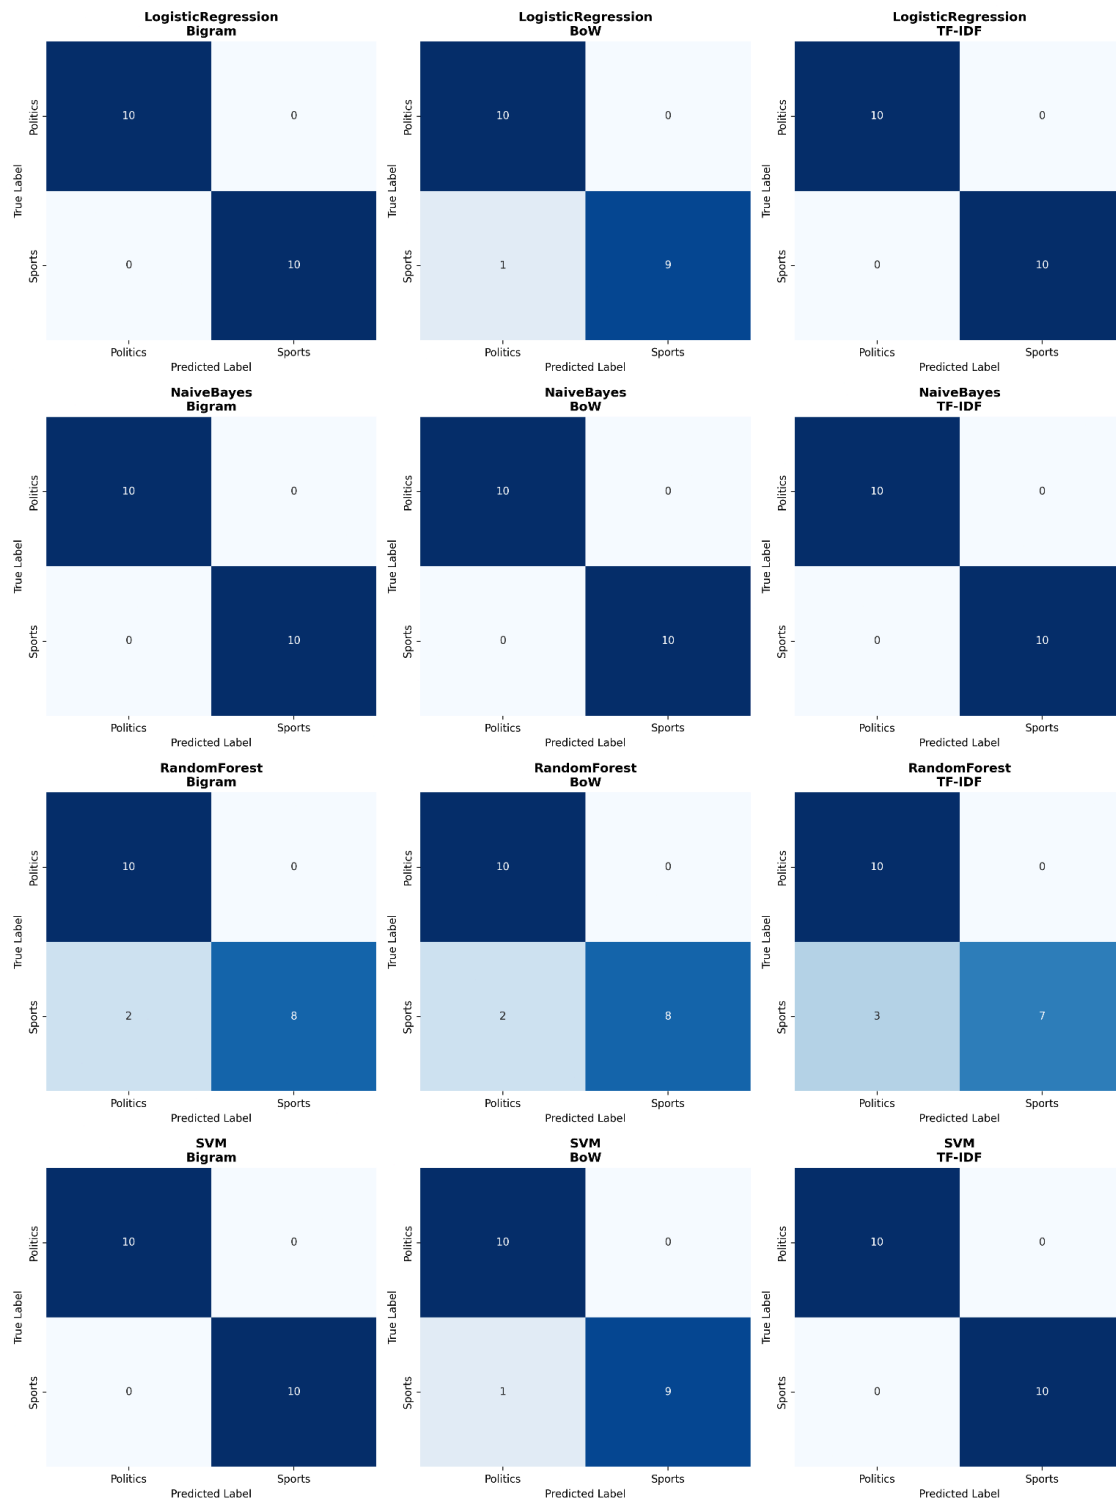 LogisticRegression
Bigram
Politics
10
0
True Label
Sports
0
10
Politics
Sports
Predicted Label
LogisticRegression
BoW
Politics
10
0
True Label
Sports
1
9
Politics
Sports
Predicted Label
LogisticRegression
TF-IDF
Politics
10
0
True Label
Sports
0
10
Politics
Sports
Predicted Label
NaiveBayes
Bigram
Politics
10
0
True Label
Sports
0
10
Politics
Sports
Predicted Label
NaiveBayes
BoW
Politics
10
0
True Label
Sports
0
10
Politics
Sports
Predicted Label
NaiveBayes
TF-IDF
Politics
10
0
True Label
Sports
0
10
Politics
Sports
Predicted Label
RandomForest
Bigram
Politics
10
0
True Label
Sports
2
8
Politics
Sports
Predicted Label
RandomForest
BoW
Politics
10
0
True Label
Sports
2
8
Politics
Sports
Predicted Label
RandomForest
TF-IDF
Politics
10
0
True Label
Sports
3
7
Politics
Sports
Predicted Label
SVM
Bigram
Politics
10
0
True Label
Sports
0
10
Politics
Sports
Predicted Label
SVM
BoW
Politics
10
0
True Label
Sports
1
9
Politics
Sports
Predicted Label
SVM
TF-IDF
Politics
10
0
True Label
Sports
0
10
Politics
Sports
Predicted Label